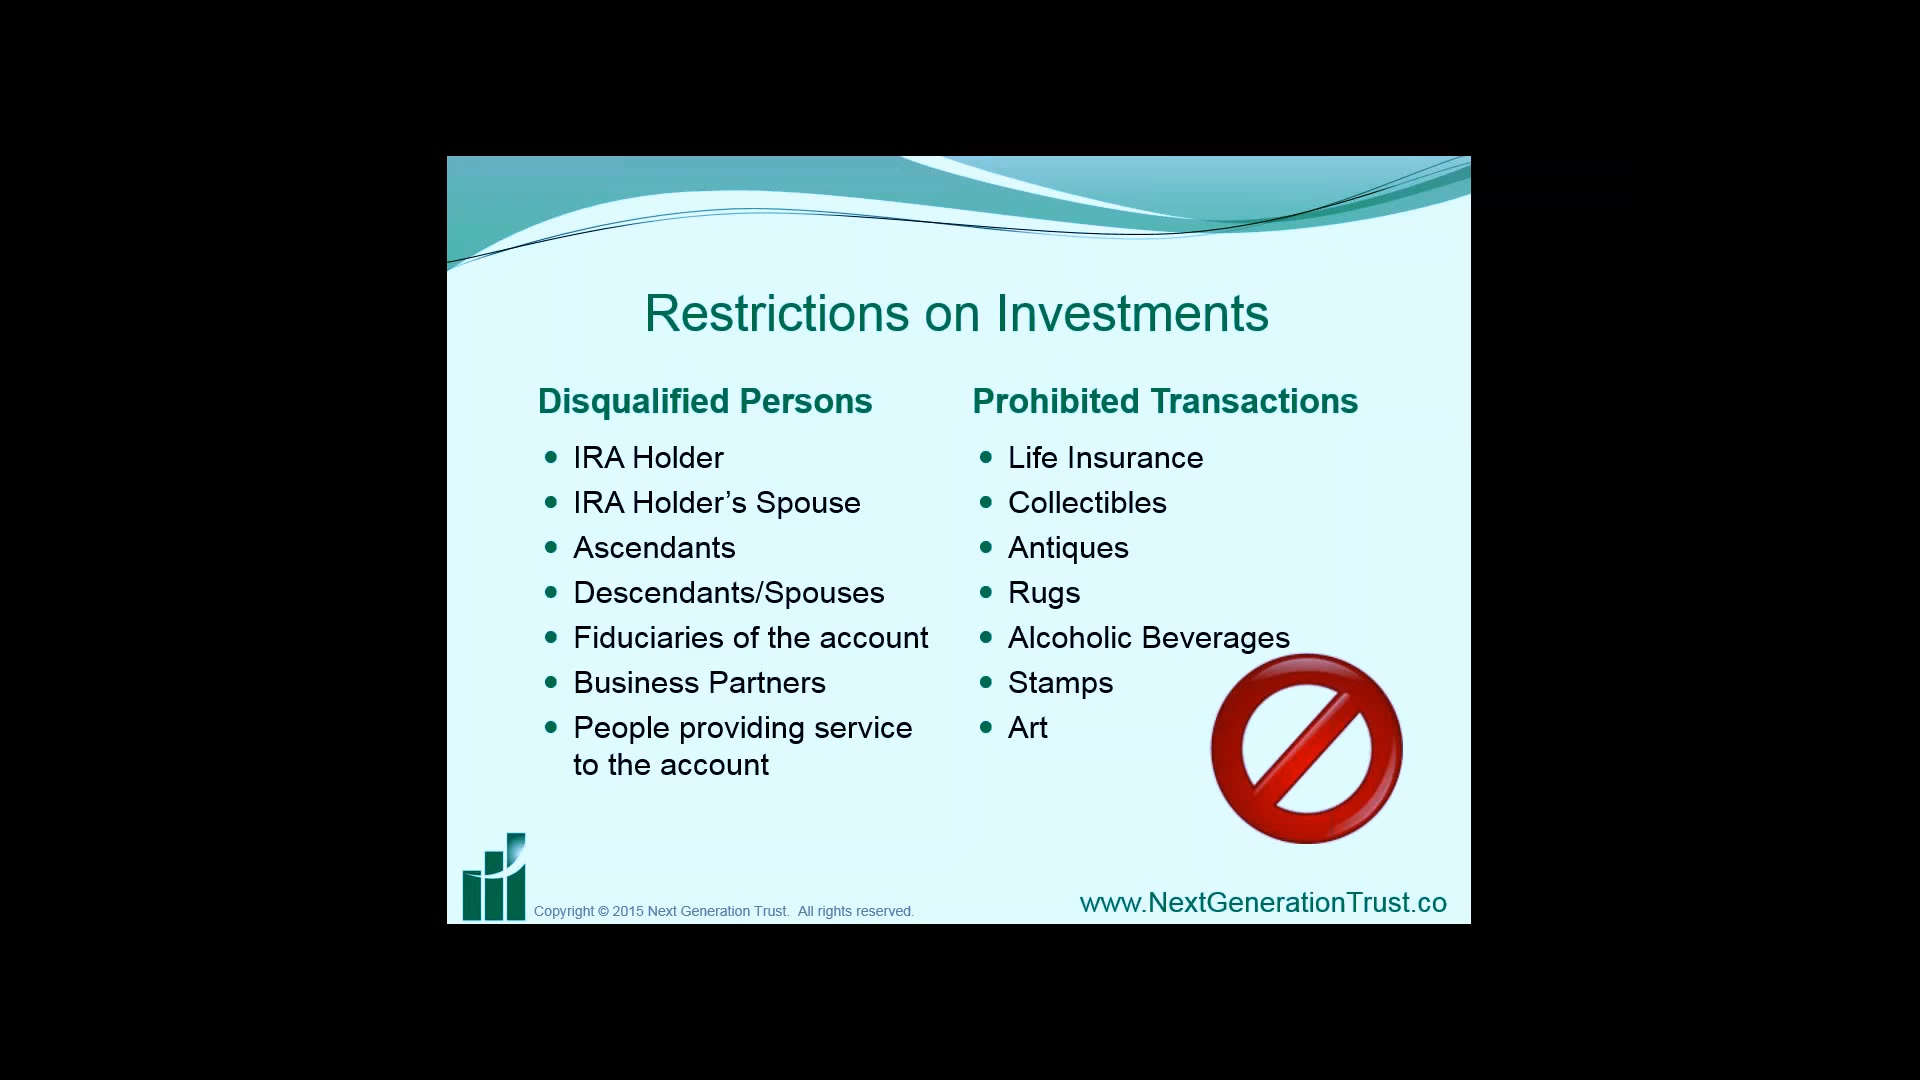 Restrictions on Investments
Disqualified Persons
IRA Holder
IRA Holder’s Spouse
Ascendants
Descendants/Spouses
Fiduciaries of the account
Business Partners
People providing service
to the account
Prohibited Transactions
Life Insurance
Collectibles
Antiques
Rugs
Alcoholic Beverages
Stamps
Art
Copyright © 2015 Next Generation Trust.  All rights reserved.
www.NextGenerationTrust.co